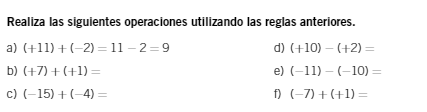 Realiza las siguientes operaciones utilizando las reglas anteriores.
a) (+11) + (−2) = 11 − 2 = 9
b) (+7) + (+1) =
c) (−15) + (−4) =
d) (+10) − (+2) =
e) (−11) − (−10) =
f) (−7) + (+1) =